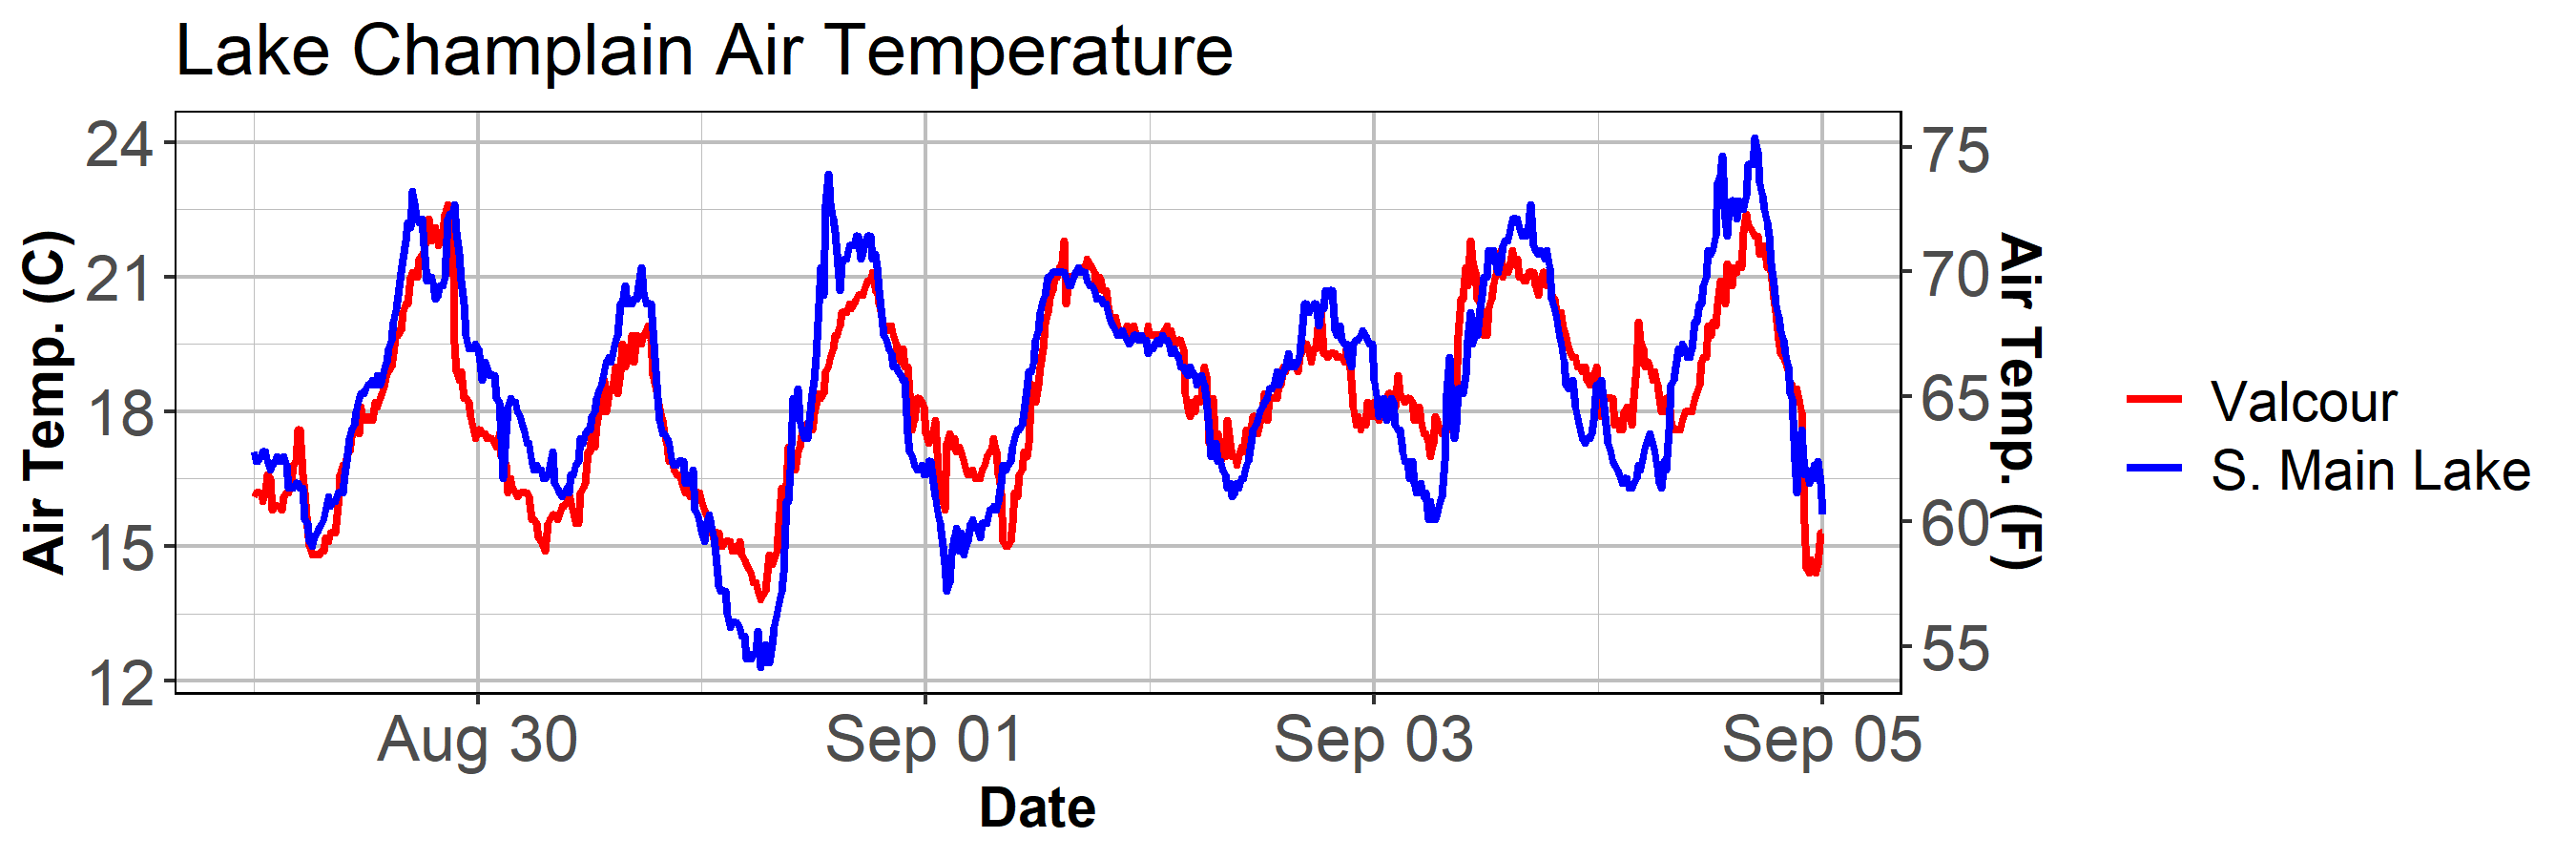 Lake Champlain Air Temperature
Air Temp. (C)
24
21
18
15
12
75
70
65
60
55
Air Temp. (F)
Aug 30
Sep 01
Sep 03
Sep 05
Date
Valcour
S. Main Lake